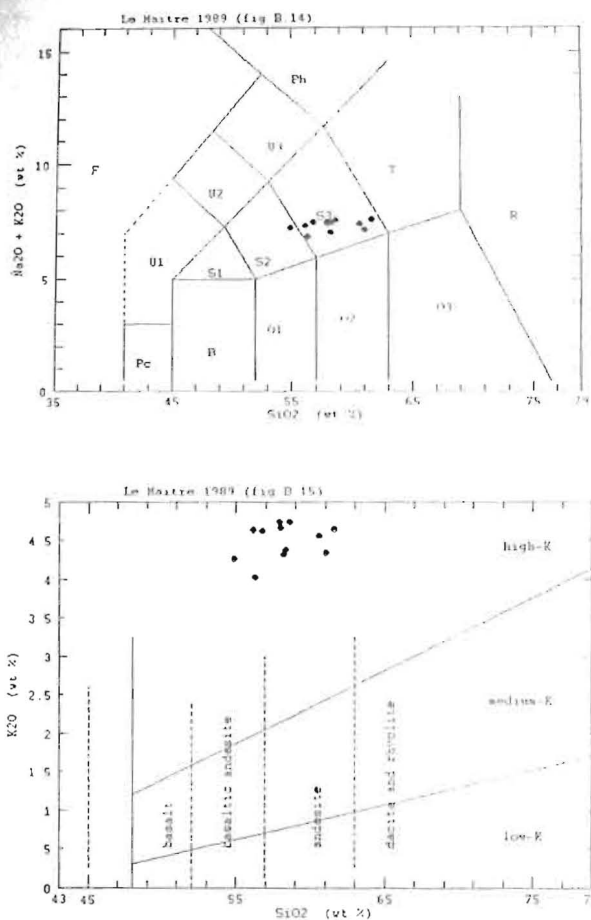 Le Maitre 1989 (fig B.14)
Na2O + K2O (wt %)
15
10
5
0
F
Ph
U3
T
U2
S3
R
U1
S2
S1
O1
O2
O3
B
Pc
35
45
55
65
75
79
SiO2 (wt %)
Le Maitre 1989 (fig B 15)
K2O (wt %)
5
4 5
4
3 5
3
2.5
2
1 5
1
5
0
high-K
medium-K
low-K
basalt
basaltic andesite
andesite
dacite and rhyolite
43
45
55
65
75
SiO2 (wt %)